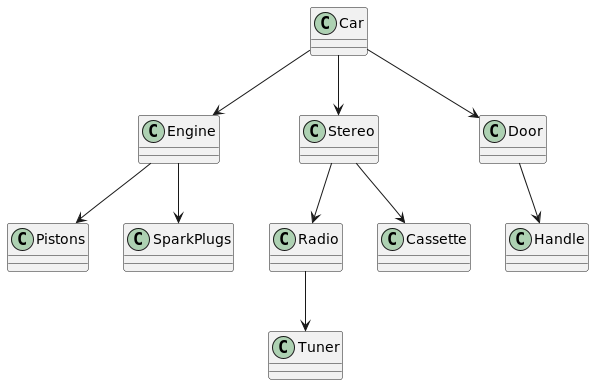 C Car
C Engine
C Stereo
C Door
C Pistons
C SparkPlugs
C Radio
C Cassette
C Handle
C Tuner